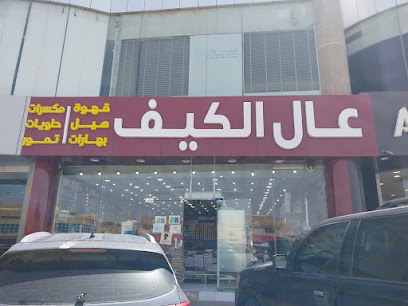 عال الكيف
قهوة مكسرات
هيل حلويات
بهارات تمور
A